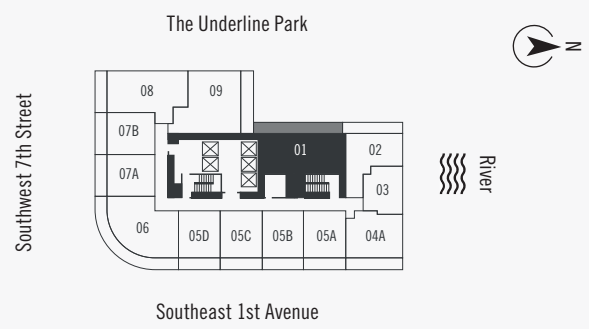 The Underline Park
N
Southwest 7th Street
08
09
07B
01
02
07A
03
River
06
05D
05C
05B
05A
04A
Southeast 1st Avenue